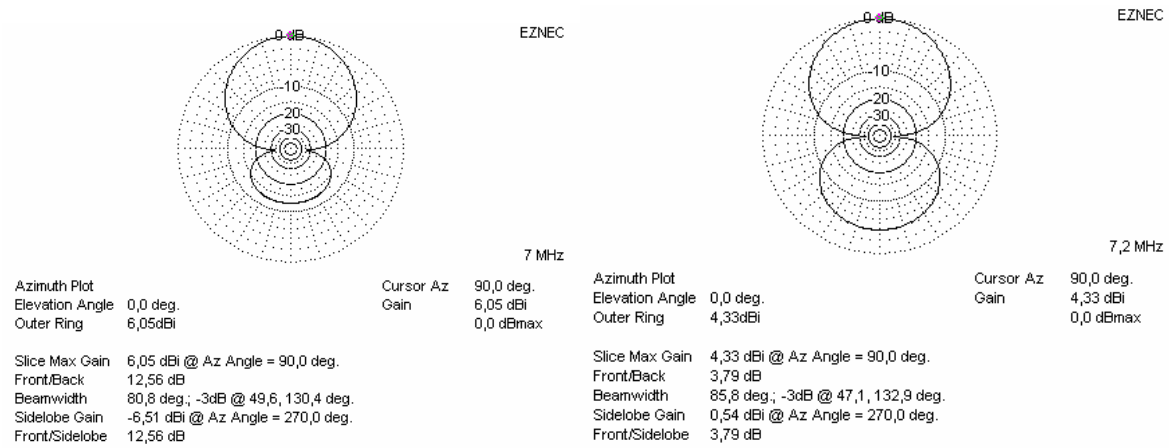 EZNEC
0 dB
-10
-20
-30
7 MHz
Azimuth Plot
Elevation Angle 0,0 deg.
Outer Ring 6,05dBi
Cursor Az 90,0 deg.
Gain 6,05 dBi
0,0 dBmax
Slice Max Gain 6,05 dBi @ Az Angle = 90,0 deg.
Front/Back 12,56 dB
Beamwidth 80,8 deg.; -3dB @ 49,6, 130,4 deg.
Sidelobe Gain -6,51 dBi @ Az Angle = 270,0 deg.
Front/Sidelobe 12,56 dB
EZNEC
0 dB
-10
-20
-30
7,2 MHz
Azimuth Plot
Elevation Angle 0,0 deg.
Outer Ring 4,33dBi
Cursor Az 90,0 deg.
Gain 4,33 dBi
0,0 dBmax
Slice Max Gain 4,33 dBi @ Az Angle = 90,0 deg.
Front/Back 3,79 dB
Beamwidth 85,8 deg.; -3dB @ 47,1, 132,9 deg.
Sidelobe Gain 0,54 dBi @ Az Angle = 270,0 deg.
Front/Sidelobe 3,79 dB